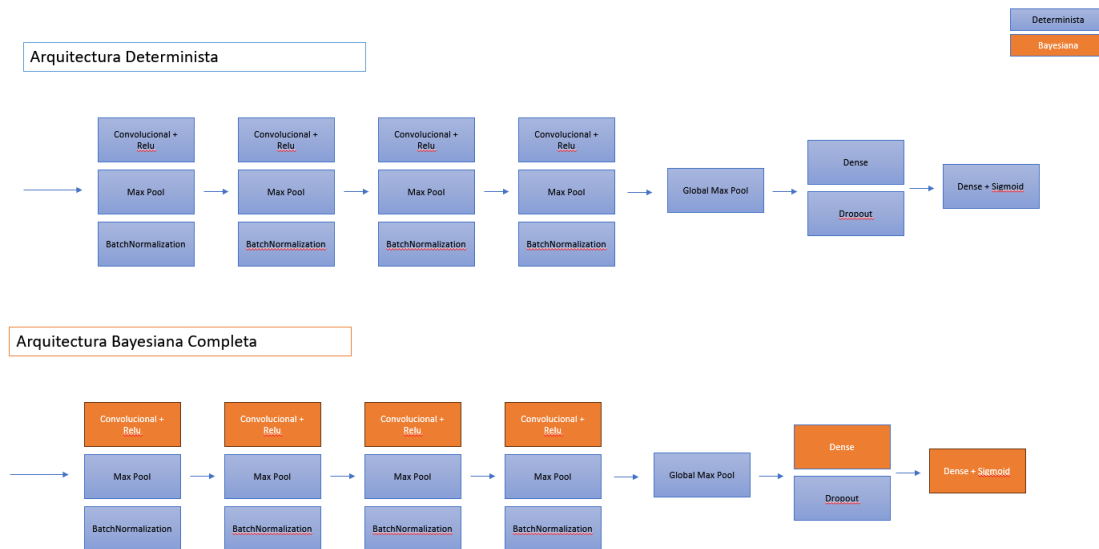 Determinista
Bayesiana
Arquitectura Determinista
Convolucional +
Relu
Convolucional +
Relu
Convolucional +
Relu
Convolucional +
Relu
Max Pool
Max Pool
Max Pool
Max Pool
BatchNormalization
BatchNormalization
BatchNormalization
BatchNormalization
Global Max Pool
Dense
Dropout
Dense + Sigmoid
Arquitectura Bayesiana Completa
Convolucional +
Relu
Convolucional +
Relu
Convolucional +
Relu
Convolucional +
Relu
Max Pool
Max Pool
Max Pool
Max Pool
BatchNormalization
BatchNormalization
BatchNormalization
BatchNormalization
Global Max Pool
Dense
Dropout
Dense + Sigmoid